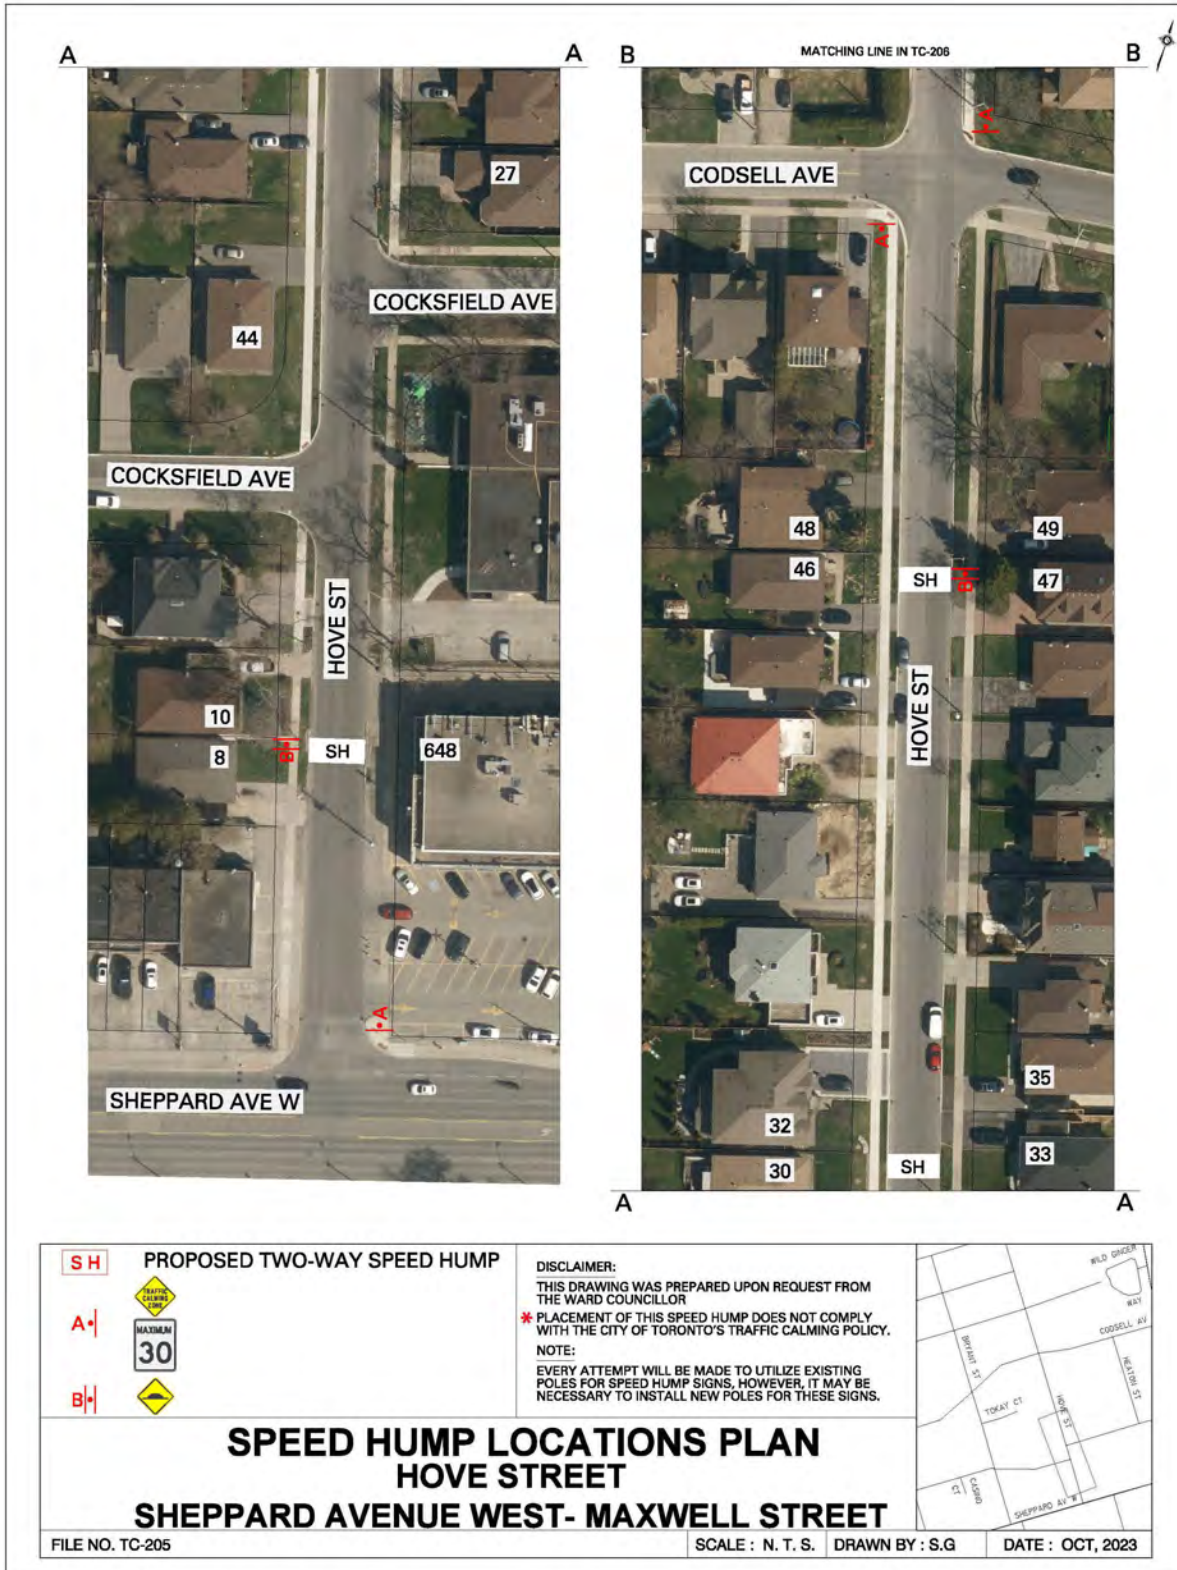 A
A
B
MATCHING LINE IN TC-206
B
27
COCKSFIELD AVE
44
COCKSFIELD AVE
HOVE ST
10
8
B
SH
648
A
SHEPPARD AVE W
A
CODSELL AVE
A
48
49
46
SH
B
47
HOVE ST
35
32
33
30
SH
A
A
SH
PROPOSED TWO-WAY SPEED HUMP
TRAFFIC
CALMING
ZONE
A
MAXIMUM
30
B
DISCLAIMER:
THIS DRAWING WAS PREPARED UPON REQUEST FROM
THE WARD COUNCILLOR
* PLACEMENT OF THIS SPEED HUMP DOES NOT COMPLY
WITH THE CITY OF TORONTO'S TRAFFIC CALMING POLICY.
NOTE:
EVERY ATTEMPT WILL BE MADE TO UTILIZE EXISTING
POLES FOR SPEED HUMP SIGNS, HOWEVER, IT MAY BE
NECESSARY TO INSTALL NEW POLES FOR THESE SIGNS.
WILD GINGER
WAY
CODSELL AV
BRYANT ST
HEATON ST
TOKAY CT
HOVE ST
CASINO
CT
SHEPPARD AV W
SPEED HUMP LOCATIONS PLAN
HOVE STREET
SHEPPARD AVENUE WEST- MAXWELL STREET
FILE NO. TC-205
SCALE : N. T. S.
DRAWN BY : S.G
DATE : OCT, 2023